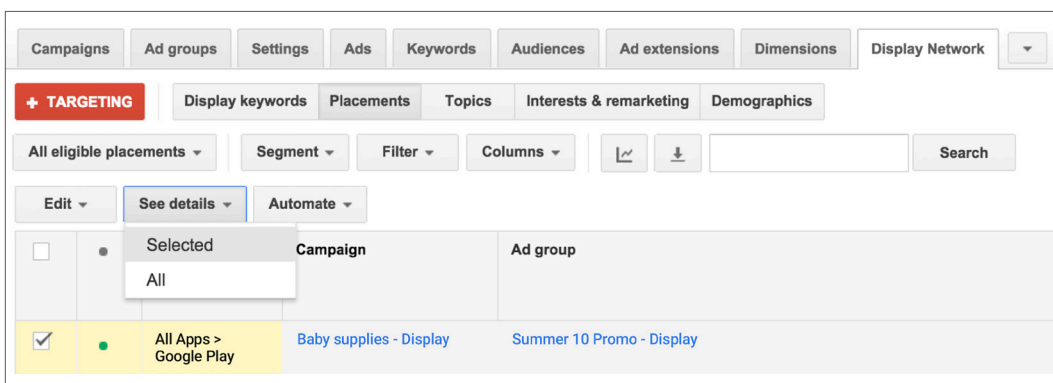 Campaigns Ad groups Settings Ads Keywords Audiences Ad extensions Dimensions Display Network
+ TARGETING Display keywords Placements Topics Interests & remarketing Demographics
All eligible placements Segment Filter Columns Search
Edit See details Automate
Selected
All
Campaign Ad group
All Apps > Baby supplies - Display Summer 10 Promo - Display
Google Play